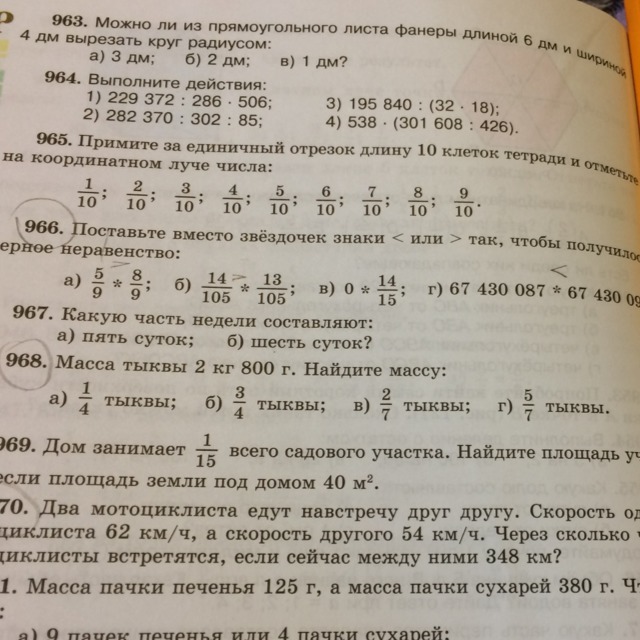 963. Можно ли из прямоугольного листа фанеры длиной 6 дм и шириной
4 дм вырезать круг радиусом:
а) 3 дм; б) 2 дм; в) 1 дм?
964. Выполните действия:
1) 229 372 : 286 · 506; 3) 195 840 : (32 · 18);
2) 282 370 : 302 : 85; 4) 538 · (301 608 : 426).
965. Примите за единичный отрезок длину 10 клеток тетради и отметьте
на координатном луче числа:
1/10; 2/10; 3/10; 4/10; 5/10; 6/10; 7/10; 8/10; 9/10.
966. Поставьте вместо звёздочек знаки < или > так, чтобы получилос
ерное неравенство:
а) 5/9 * 8/9; б) 14/105 * 13/105; в) 0 * 14/15; г) 67 430 087 * 67 430 09
967. Какую часть недели составляют:
а) пять суток; б) шесть суток?
968. Масса тыквы 2 кг 800 г. Найдите массу:
а) 1/4 тыквы; б) 3/4 тыквы; в) 2/7 тыквы; г) 5/7 тыквы.
969. Дом занимает 1/15 всего садового участка. Найдите площадь уч
если площадь земли под домом 40 м².
70. Два мотоциклиста едут навстречу друг другу. Скорость од
циклиста 62 км/ч, а скорость другого 54 км/ч. Через сколько ч
циклисты встретятся, если сейчас между ними 348 км?
1. Масса пачки печенья 125 г, а масса пачки сухарей 380 г. Чт
:
а) 9 пачек печенья или 4 пачки сухарей;